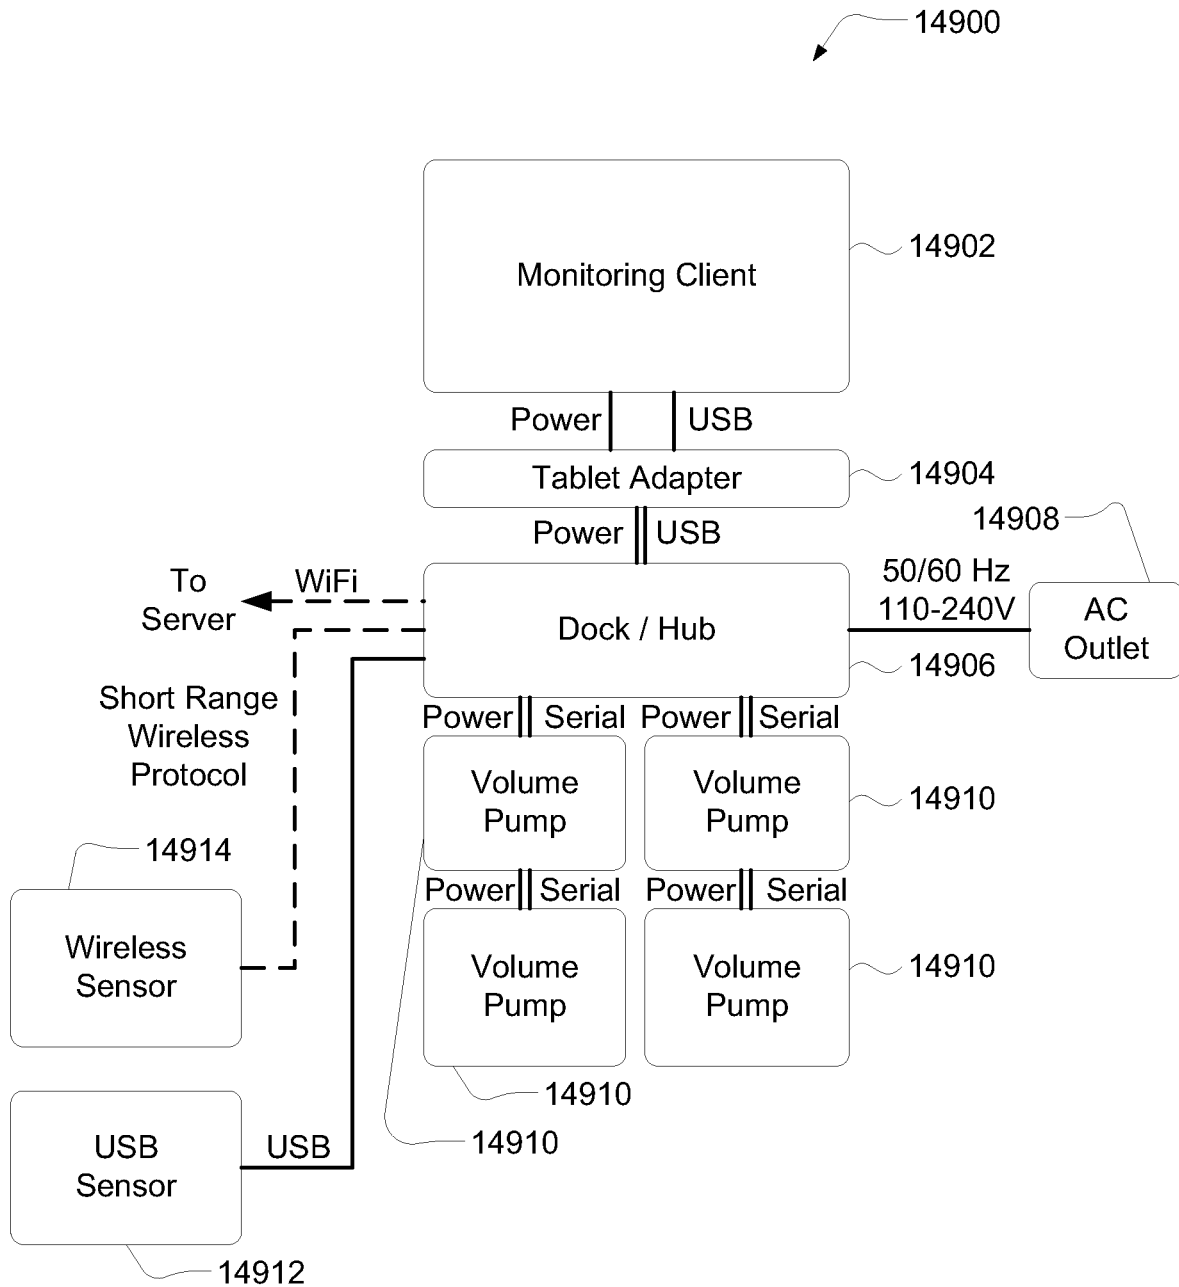 14900
Monitoring Client
14902
Power
USB
Tablet Adapter
14904
Power
USB
14908
To
Server
WiFi
Dock / Hub
50/60 Hz
110-240V
AC
Outlet
14906
Short Range
Wireless
Protocol
Power
Serial
Power
Serial
Volume
Pump
Volume
Pump
14910
14914
Power
Serial
Power
Serial
Wireless
Sensor
Volume
Pump
Volume
Pump
14910
14910
14910
USB
Sensor
USB
14912